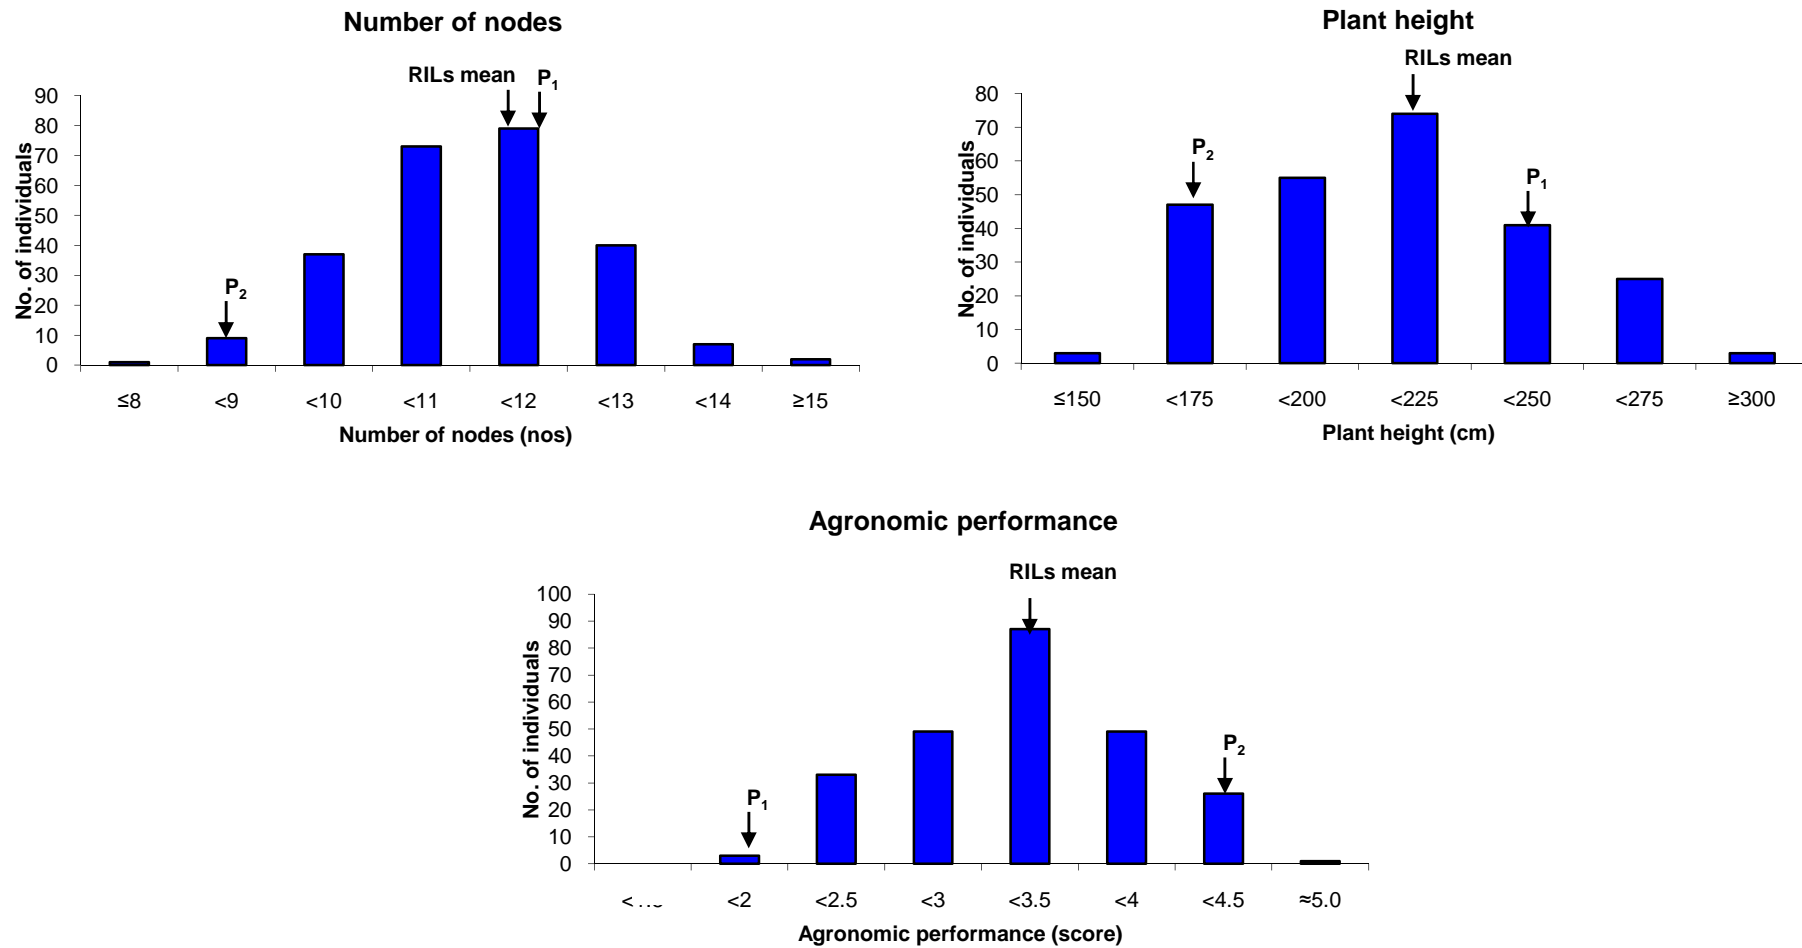 Number of nodes
RILs mean P₁
P₂
90
80
70
60
50
40
30
20
10
0
No. of individuals
≤8 <9 <10 <11 <12 <13 <14 ≥15
Number of nodes (nos)
Plant height
RILs mean
P₂
P₁
80
70
60
50
40
30
20
10
0
No. of individuals
≤150 <175 <200 <225 <250 <275 ≥300
Plant height (cm)
Agronomic performance
RILs mean
P₂
P₁
100
90
80
70
60
50
40
30
20
10
0
No. of individuals
<2 <2.5 <3 <3.5 <4 <4.5 ≈5.0
Agronomic performance (score)